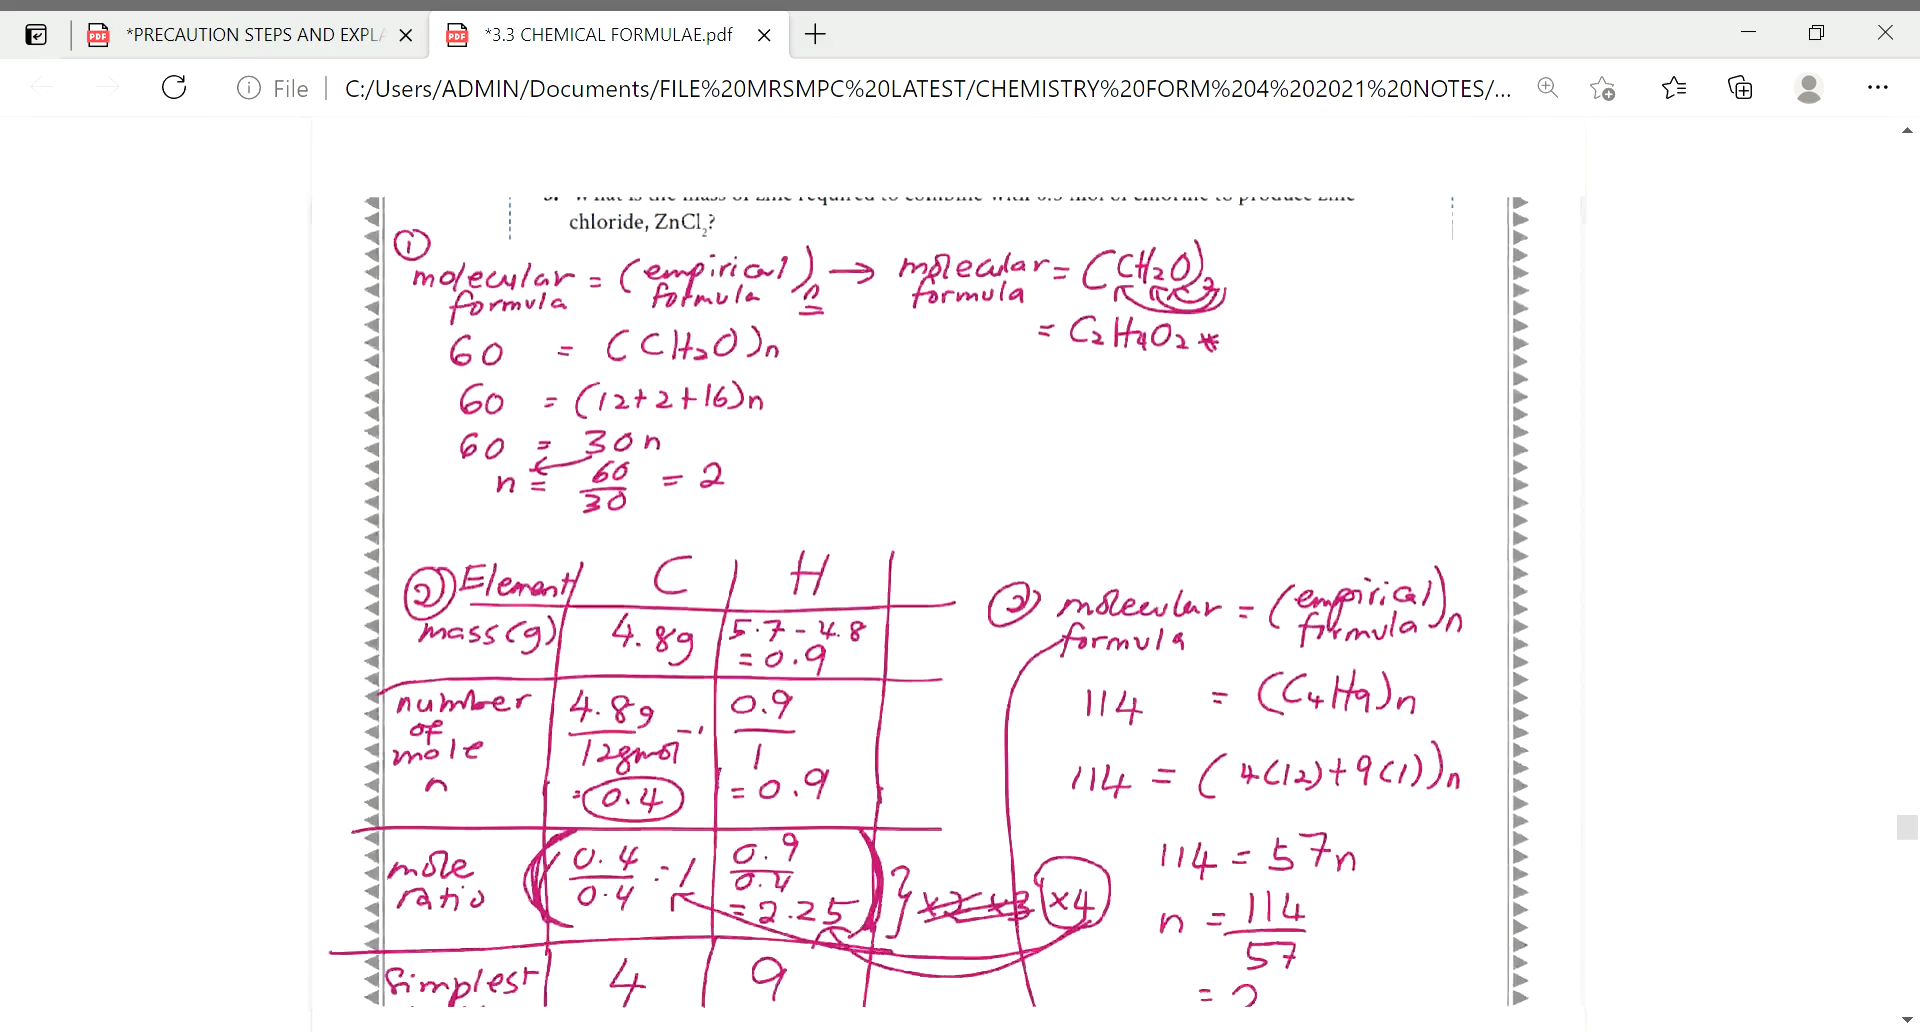 *PRECAUTION STEPS AND EXPLA
*3.3 CHEMICAL FORMULAE.pdf
File
C:/Users/ADMIN/Documents/FILE%20MRSMPC%20LATEST/CHEMISTRY%20FORM%204%202021%20NOTES/...
chloride, ZnCl₂?
①
molecular formula = (empirical formula)n → molecular formula = (CH₂O)₂
= C₂H₄O₂ *
60 = (CH₂O)n
60 = (12+2+16)n
60 = 30n
n = 60/30 = 2
② Element C H
mass(g) 4.8g 5.7 - 4.8 = 0.9
number of mole n 4.8g/12gmol⁻¹ = 0.4 0.9/1 = 0.9
mole ratio 0.4/0.4 = 1 0.9/0.4 = 2.25 } ×2 ×3 ×4
Simplest 4 9
② molecular formula = (empirical formula)n
114 = (C₄H₉)n
114 = (4(12)+9(1))n
114 = 57n
n = 114/57
= 2